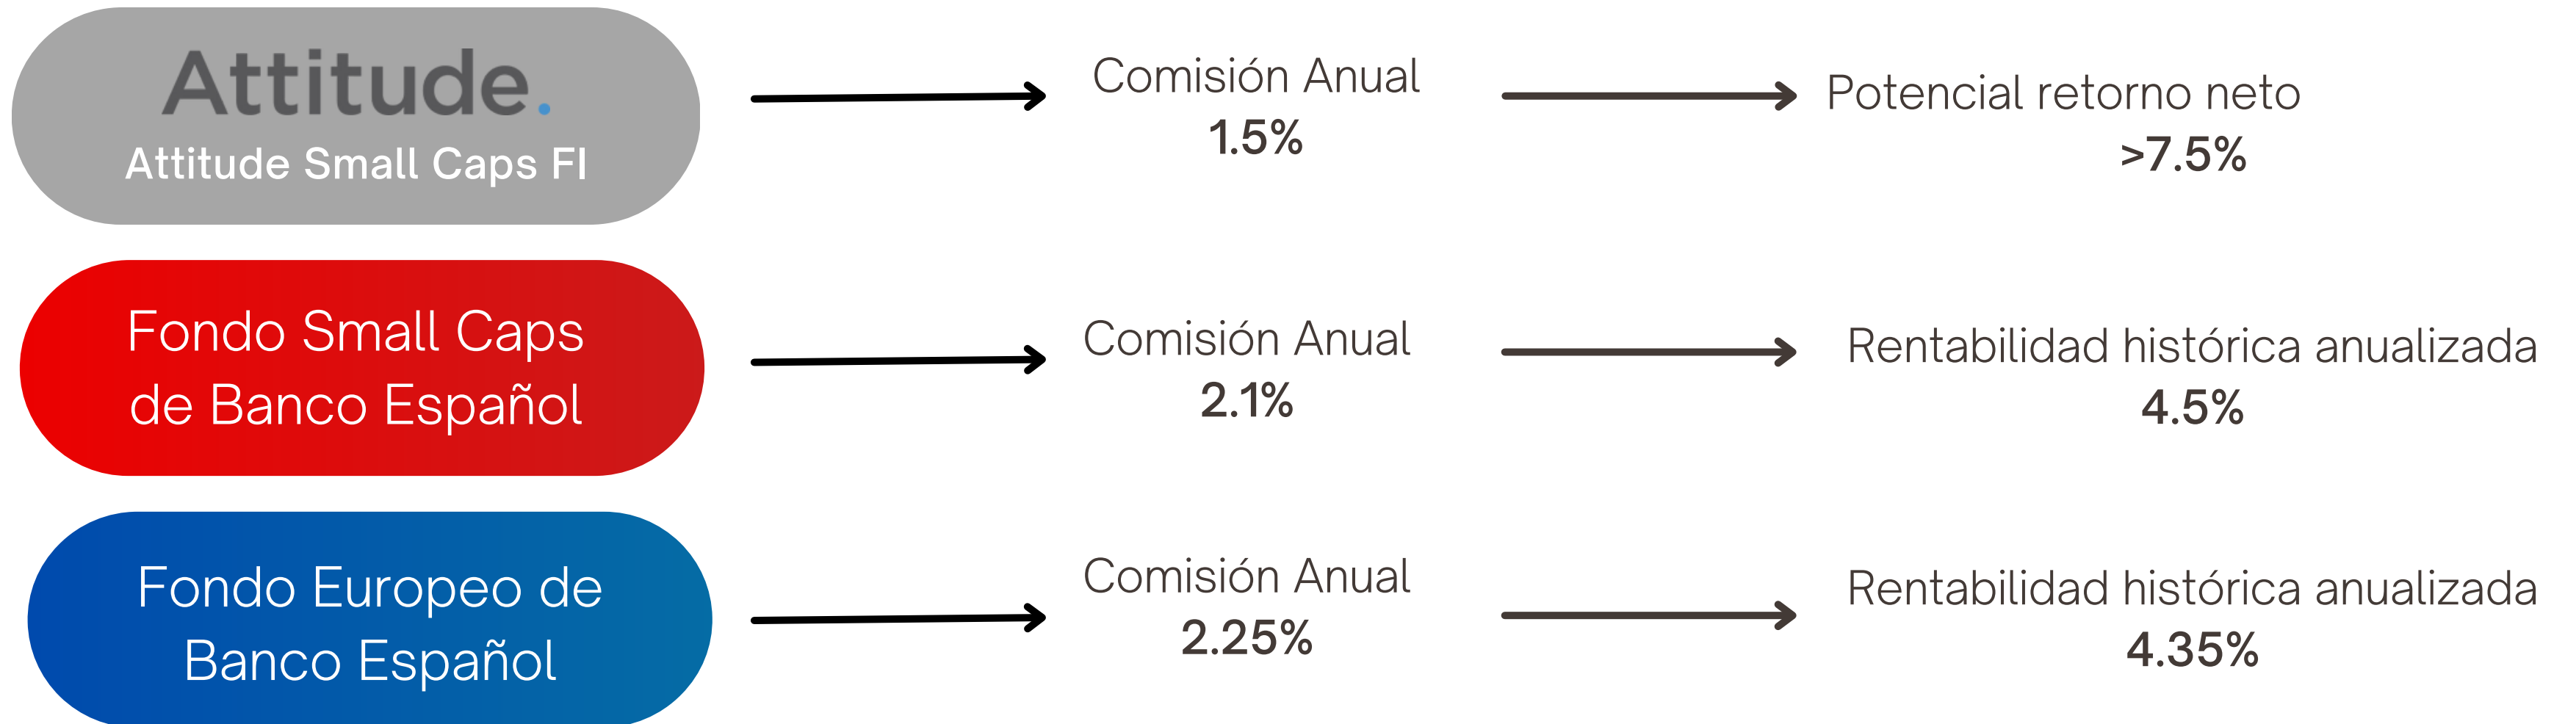 Attitude.
Attitude Small Caps FI
Comisión Anual
1.5%
Potencial retorno neto
>7.5%
Fondo Small Caps
de Banco Español
Comisión Anual
2.1%
Rentabilidad histórica anualizada
4.5%
Fondo Europeo de
Banco Español
Comisión Anual
2.25%
Rentabilidad histórica anualizada
4.35%